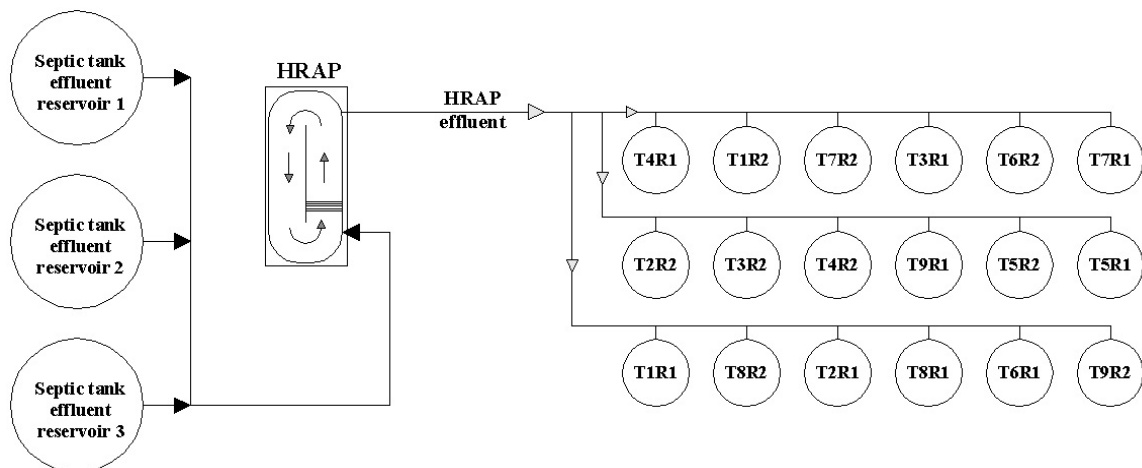 Septic tank
effluent
reservoir 1
HRAP
HRAP
effluent
T4R1 T1R2 T7R2 T3R1 T6R2 T7R1
Septic tank
effluent
reservoir 2
T2R2 T3R2 T4R2 T9R1 T5R2 T5R1
Septic tank
effluent
reservoir 3
T1R1 T8R2 T2R1 T8R1 T6R1 T9R2